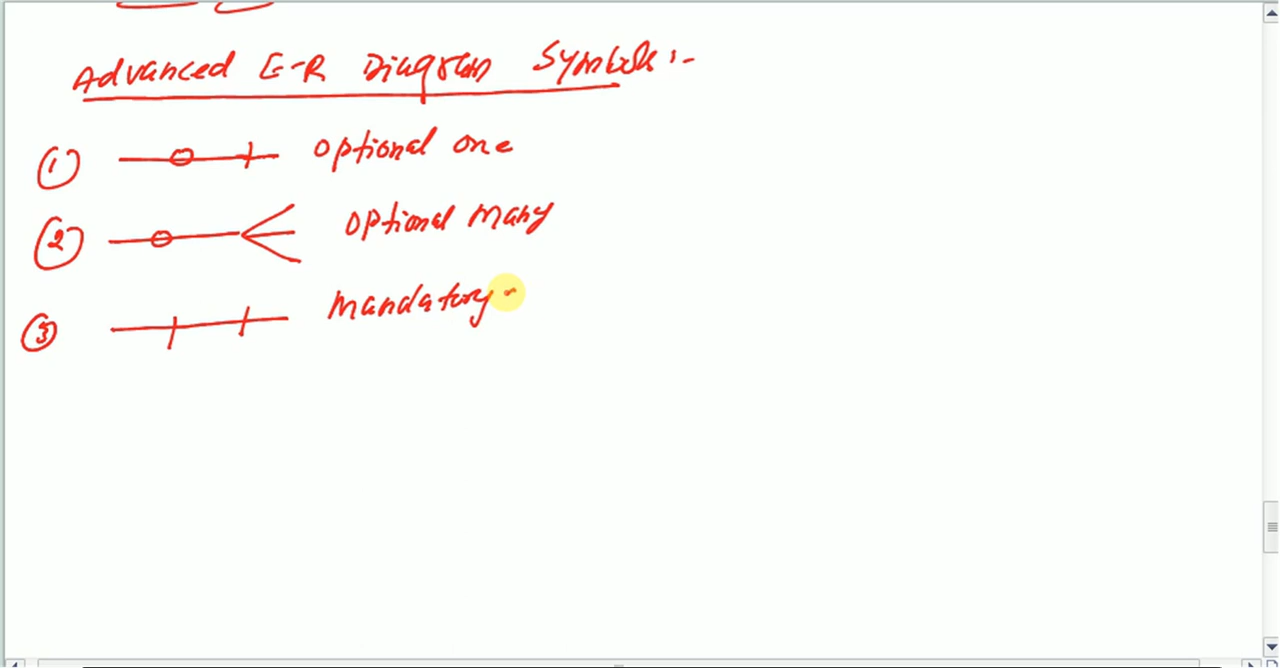 Advanced E-R Diagram Symbols:-
① Optional one
② Optional Many
③ Mandatory